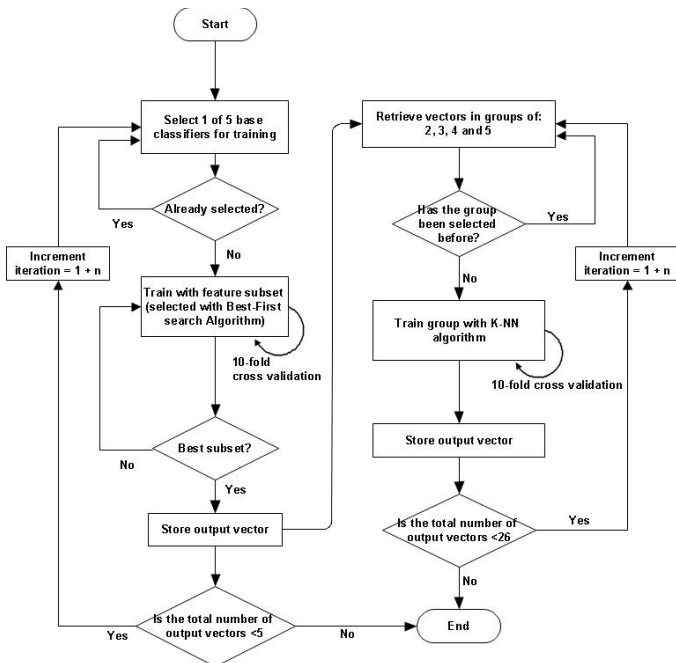 Start
Select 1 of 5 base
classifiers for training
Already selected?
Yes
No
Increment
iteration = 1 + n
Train with feature subset
(selected with Best-First
search Algorithm)
10-fold
cross validation
Best subset?
No
Yes
Store output vector
Is the total number of
output vectors <5
Yes
No
Retrieve vectors in groups of:
2, 3, 4 and 5
Has the group
been selected
before?
Yes
No
Increment
iteration = 1 + n
Train group with K-NN
algorithm
10-fold cross validation
Store output vector
Is the total number of
output vectors <26
Yes
No
End